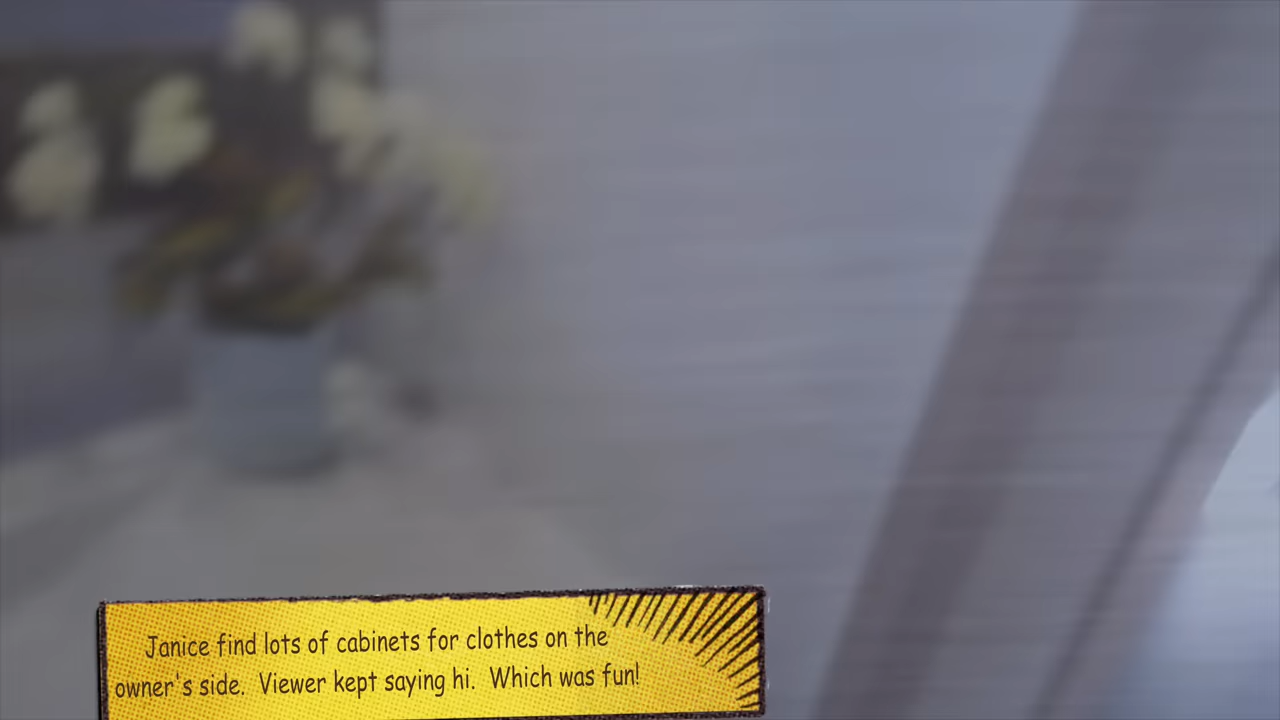 Janice find lots of cabinets for clothes on the
owner's side.  Viewer kept saying hi.  Which was fun!